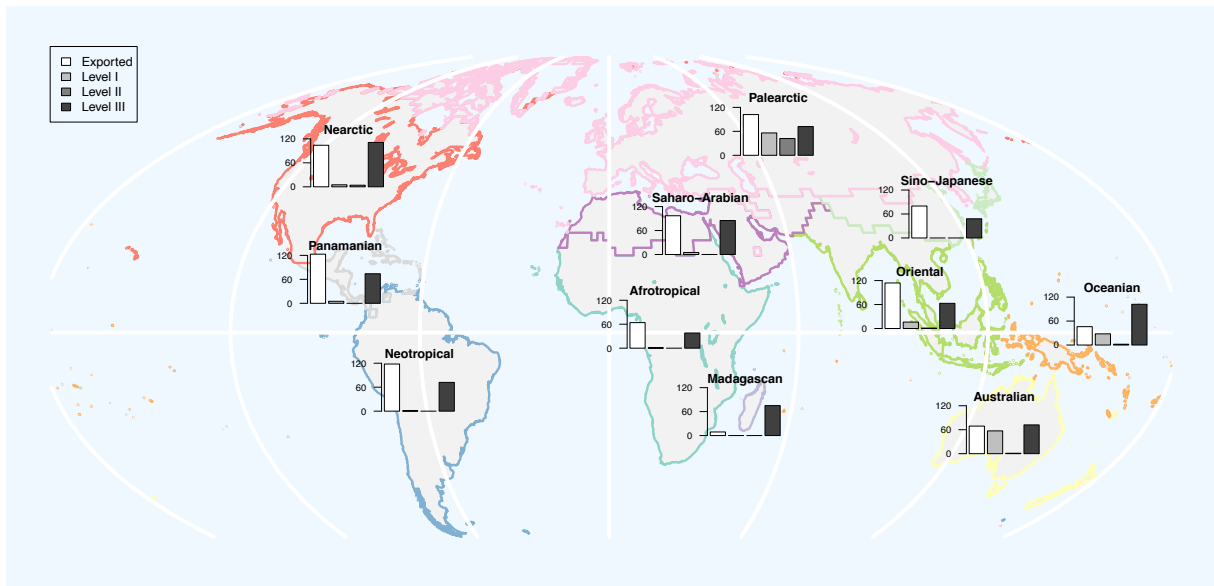 Exported
Level I
Level II
Level III
Palearctic
120
60
0
Nearctic
120
60
0
Sino−Japanese
120
60
0
Saharo−Arabian
120
60
0
Panamanian
120
60
0
Oriental
120
60
0
Afrotropical
120
60
0
Oceanian
120
60
0
Neotropical
120
60
0
Madagascan
120
60
0
Australian
120
60
0